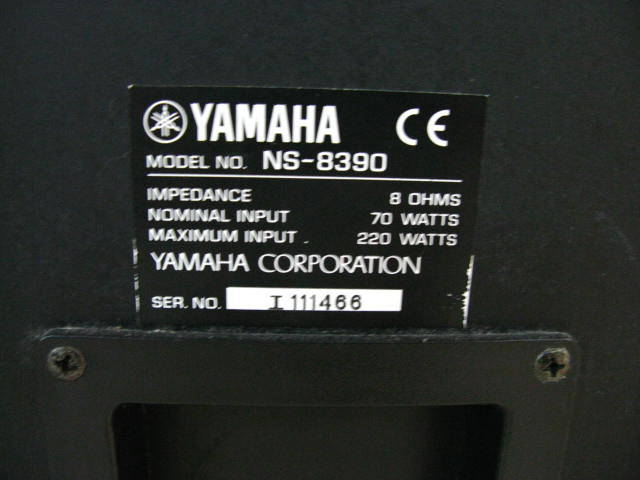 YAMAHA CE
MODEL NO. NS-8390
IMPEDANCE 8 OHMS
NOMINAL INPUT 70 WATTS
MAXIMUM INPUT 220 WATTS
YAMAHA CORPORATION
SER. NO. I 111466